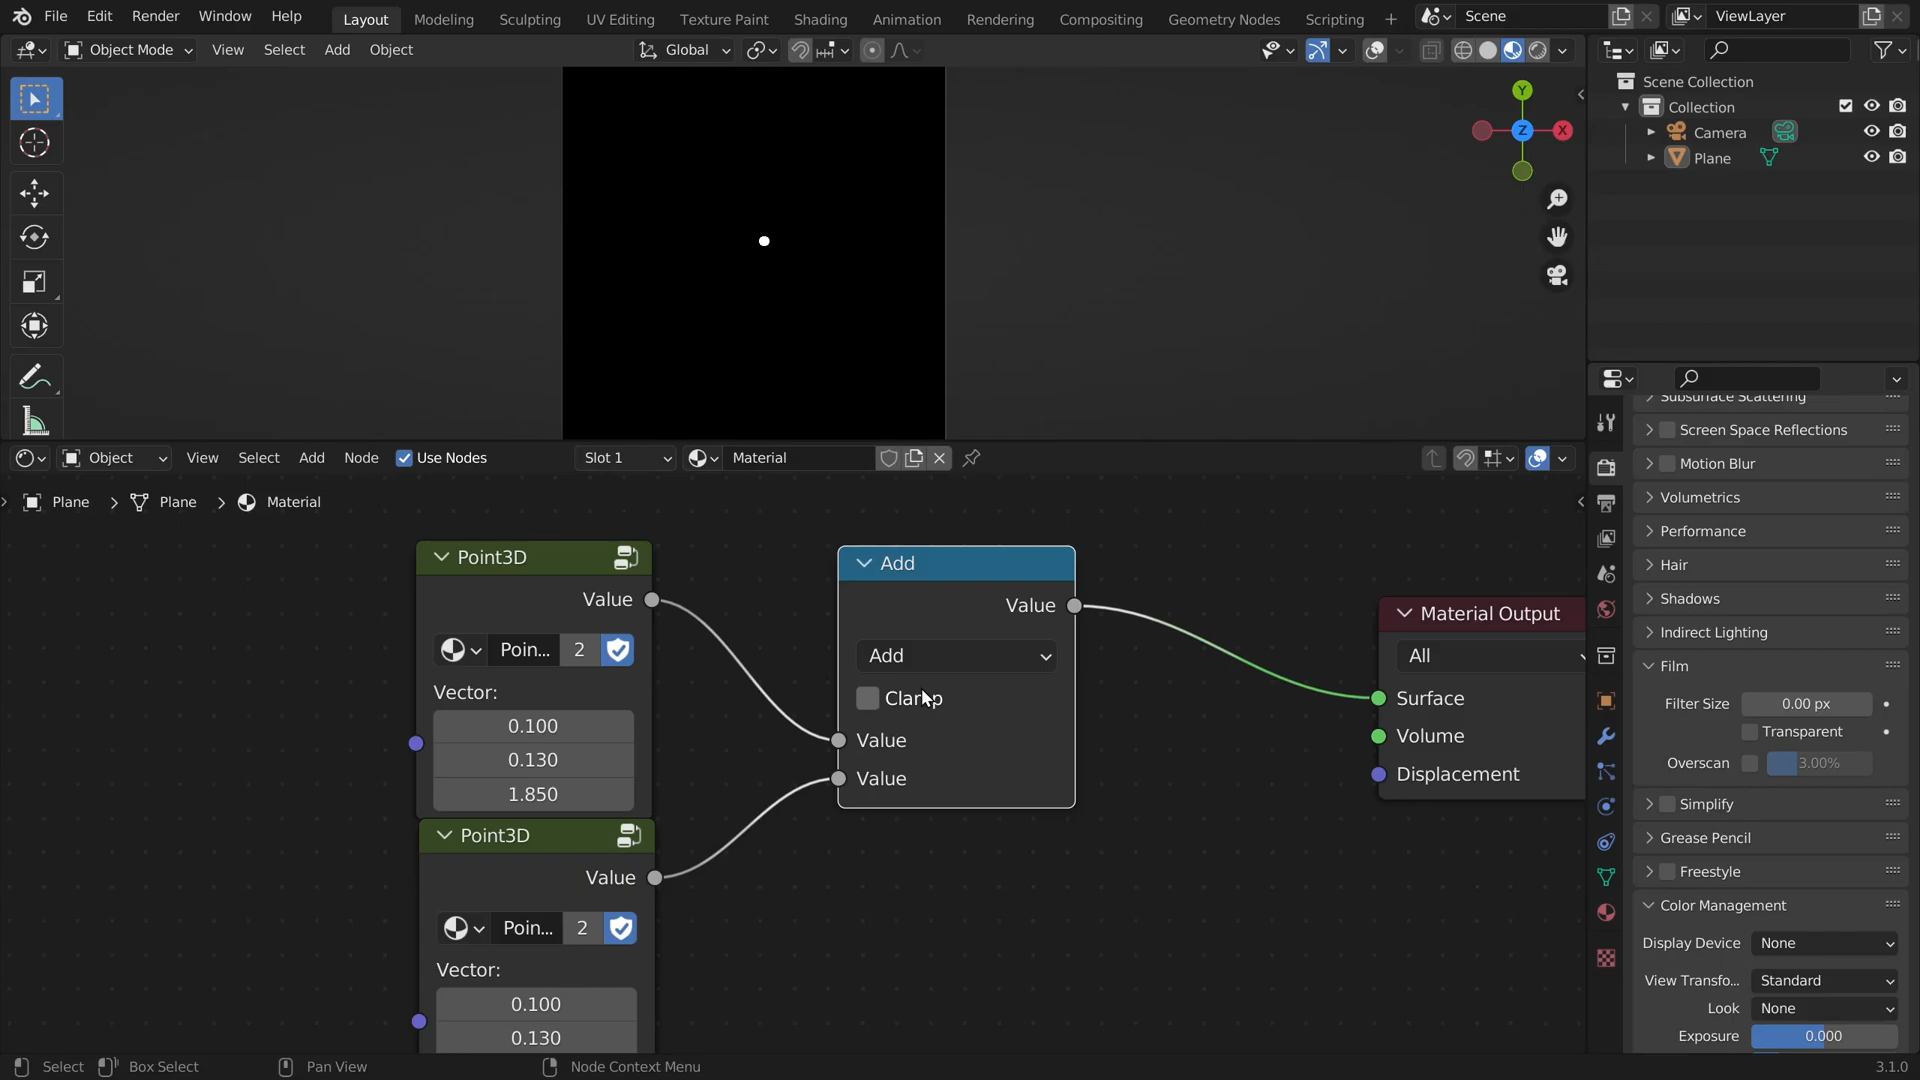 File Edit Render Window Help Layout Modeling Sculpting UV Editing Texture Paint Shading Animation Rendering Compositing Geometry Nodes Scripting + Scene ViewLayer
Object Mode View Select Add Object Global
Scene Collection
Collection
Camera
Plane
Y
Z
X
Subsurface Scattering
Screen Space Reflections
Motion Blur
Volumetrics
Performance
Hair
Shadows
Indirect Lighting
Film
Filter Size 0.00 px
Transparent
Overscan 3.00%
Simplify
Grease Pencil
Freestyle
Color Management
Display Device None
View Transfo... Standard
Look None
Exposure 0.000
Object View Select Add Node Use Nodes Slot 1 Material
Plane > Plane > Material
Point3D
Value
Poin... 2
Vector:
0.100
0.130
1.850
Point3D
Value
Poin... 2
Vector:
0.100
0.130
Add
Value
Add
Clamp
Value
Value
Material Output
All
Surface
Volume
Displacement
Select Box Select Pan View Node Context Menu 3.1.0